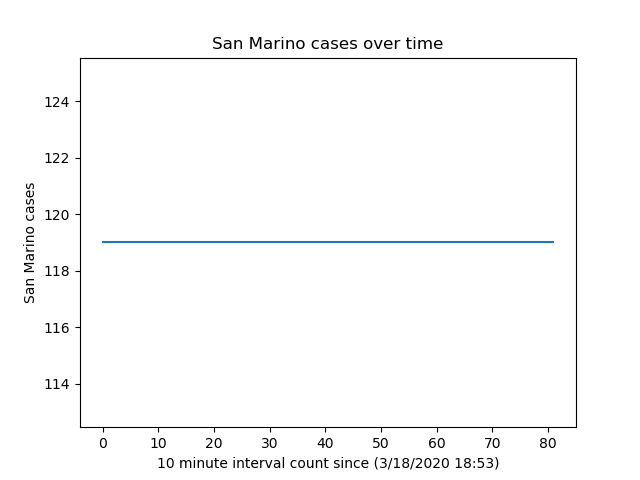 San Marino cases over time
San Marino cases
124
122
120
118
116
114
0 10 20 30 40 50 60 70 80
10 minute interval count since (3/18/2020 18:53)